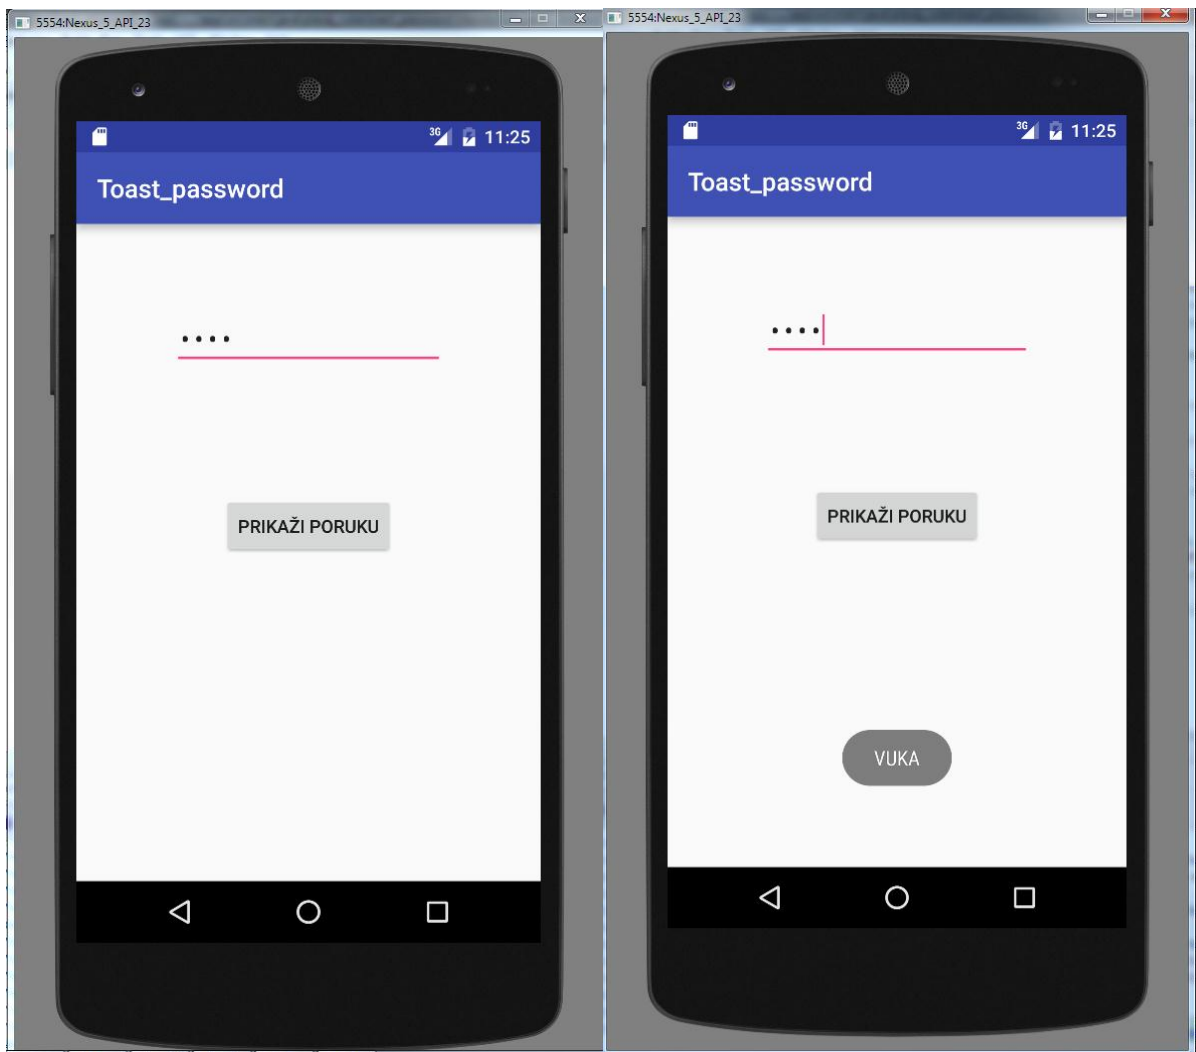 5554:Nexus_5_API_23
3G 11:25
Toast_password
••••
PRIKAŽI PORUKU
5554:Nexus_5_API_23
3G 11:25
Toast_password
••••
PRIKAŽI PORUKU
VUKA